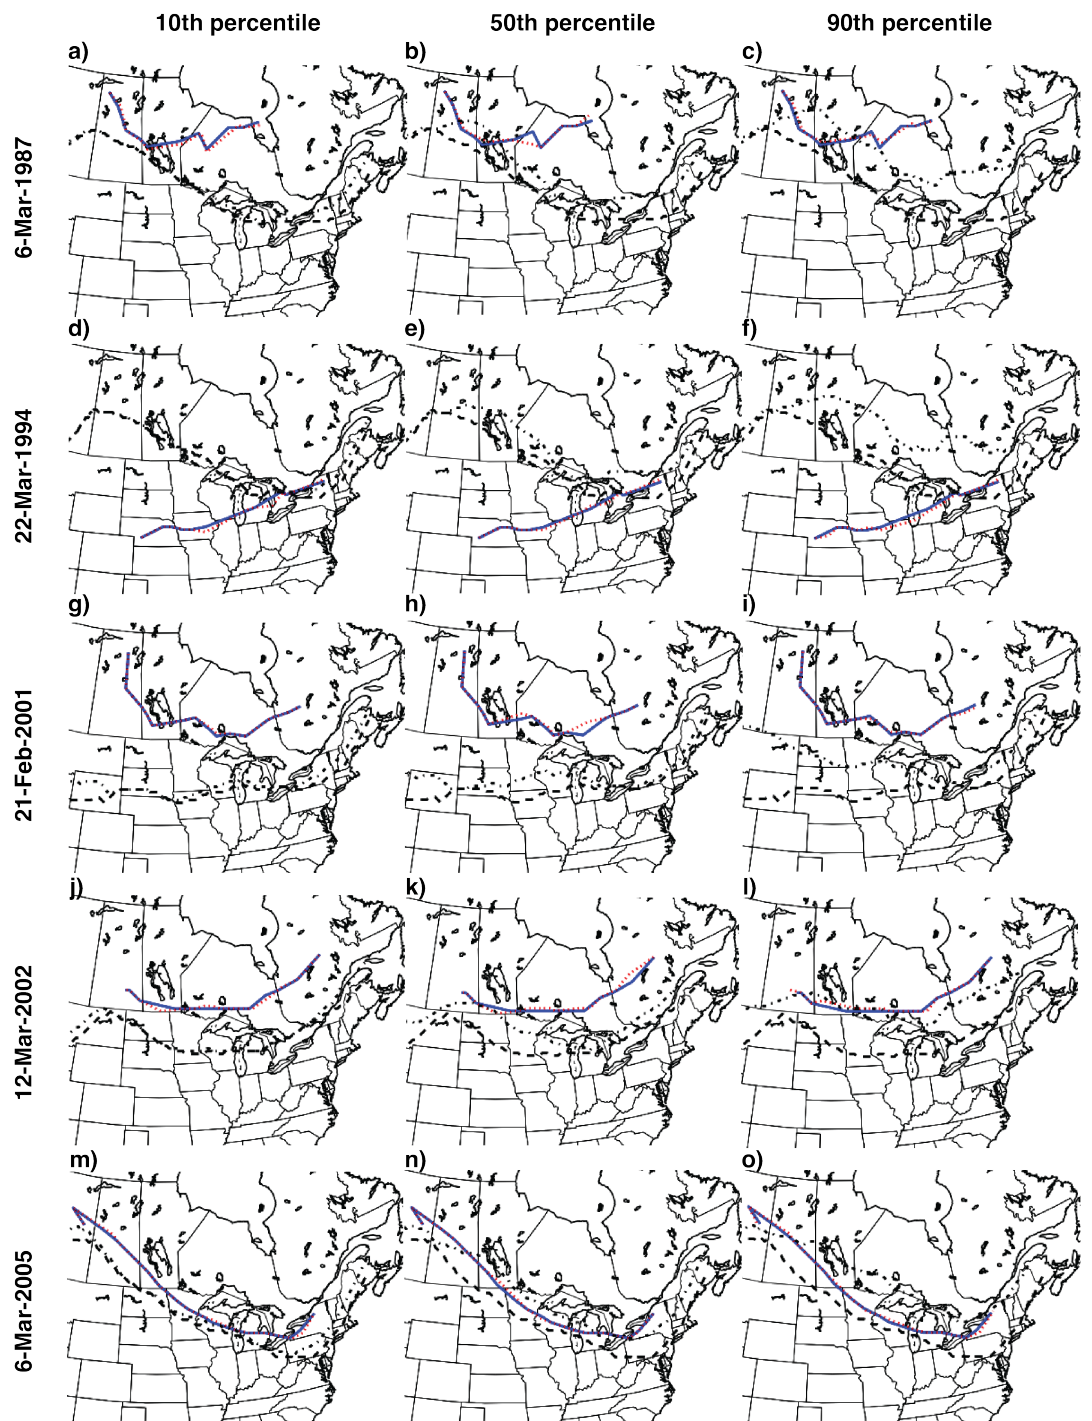 10th percentile 50th percentile 90th percentile
a) b) c)
6-Mar-1987
d) e) f)
22-Mar-1994
g) h) i)
21-Feb-2001
j) k) l)
12-Mar-2002
m) n) o)
6-Mar-2005